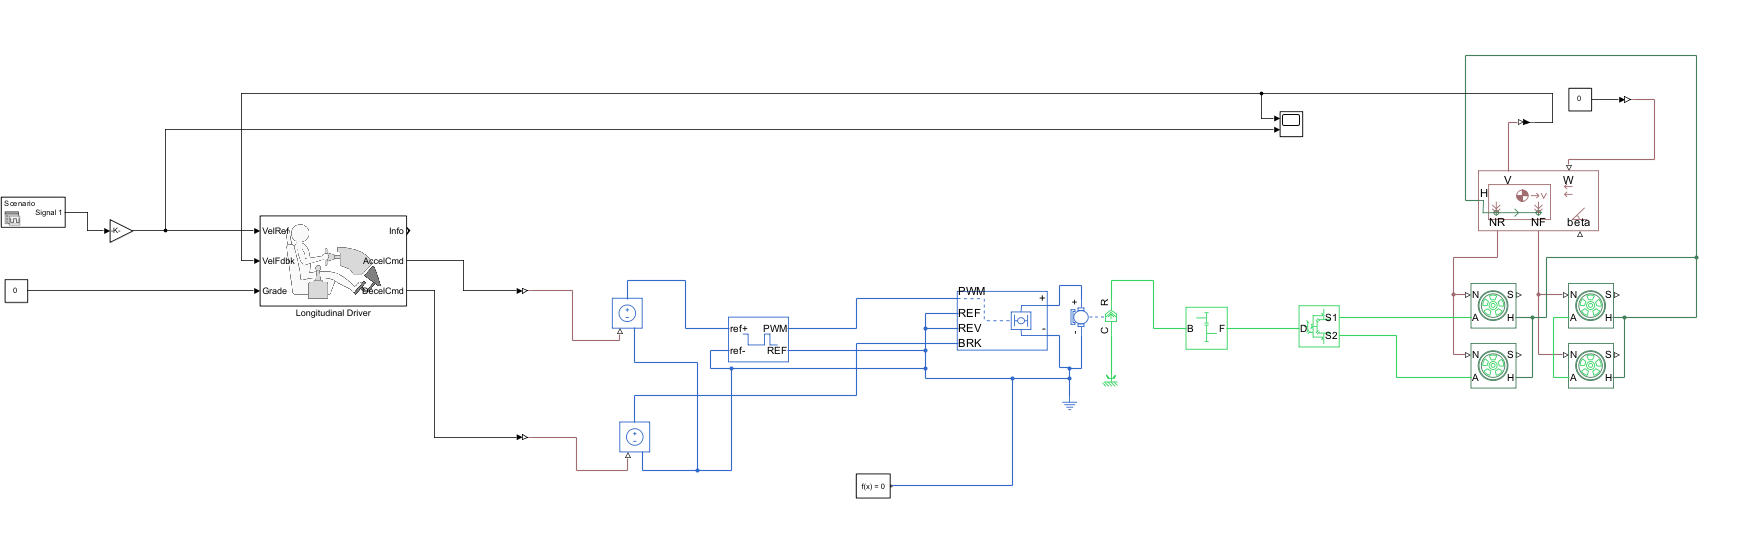 0
V
W
H
V
NR
NF
beta
Scenario
Signal 1
-K-
VelRef
Info
VelFdbk
AccelCmd
Grade
DecelCmd
0
Longitudinal Driver
ref+
PWM
ref-
REF
PWM
REF
REV
BRK
+
-
+
-
R
C
B
F
D
S1
S2
N
S
A
H
N
S
A
H
N
S
A
H
N
S
A
H
f(x) = 0